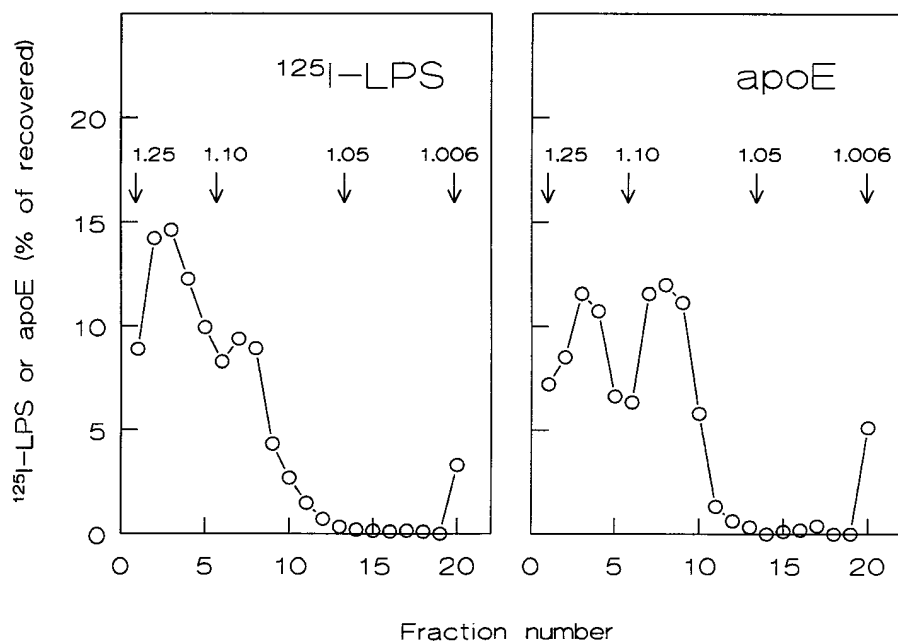 ¹²⁵I-LPS or apoE (% of recovered)
¹²⁵I-LPS
apoE
20
15
10
5
0
1.25 1.10 1.05 1.006
1.25 1.10 1.05 1.006
0 5 10 15 20
0 5 10 15 20
Fraction number